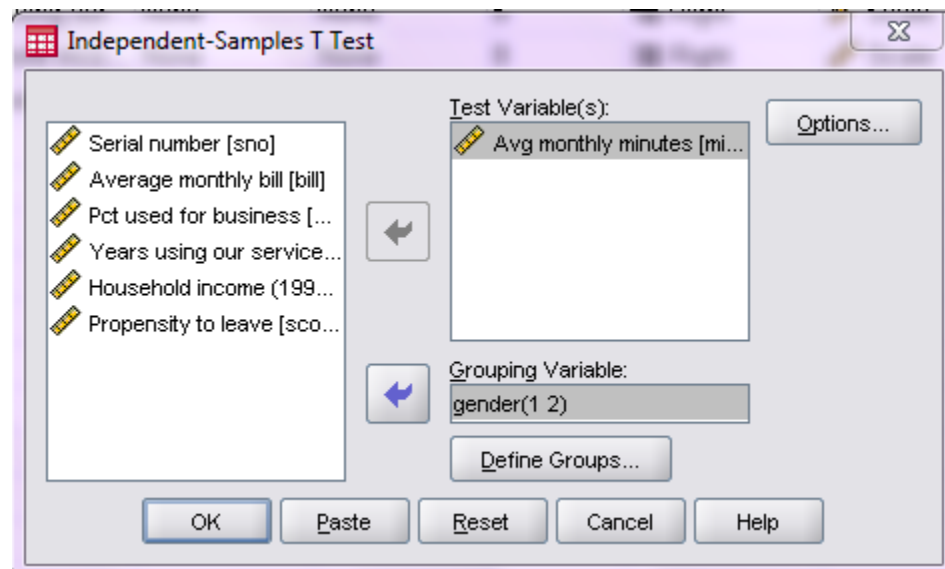 Independent-Samples T Test
Test Variable(s):
Serial number [sno]
Average monthly bill [bill]
Pct used for business [...
Years using our service...
Household income (199...
Propensity to leave [sco...
Avg monthly minutes [mi...
Options...
Grouping Variable:
gender(1 2)
Define Groups...
OK Paste Reset Cancel Help